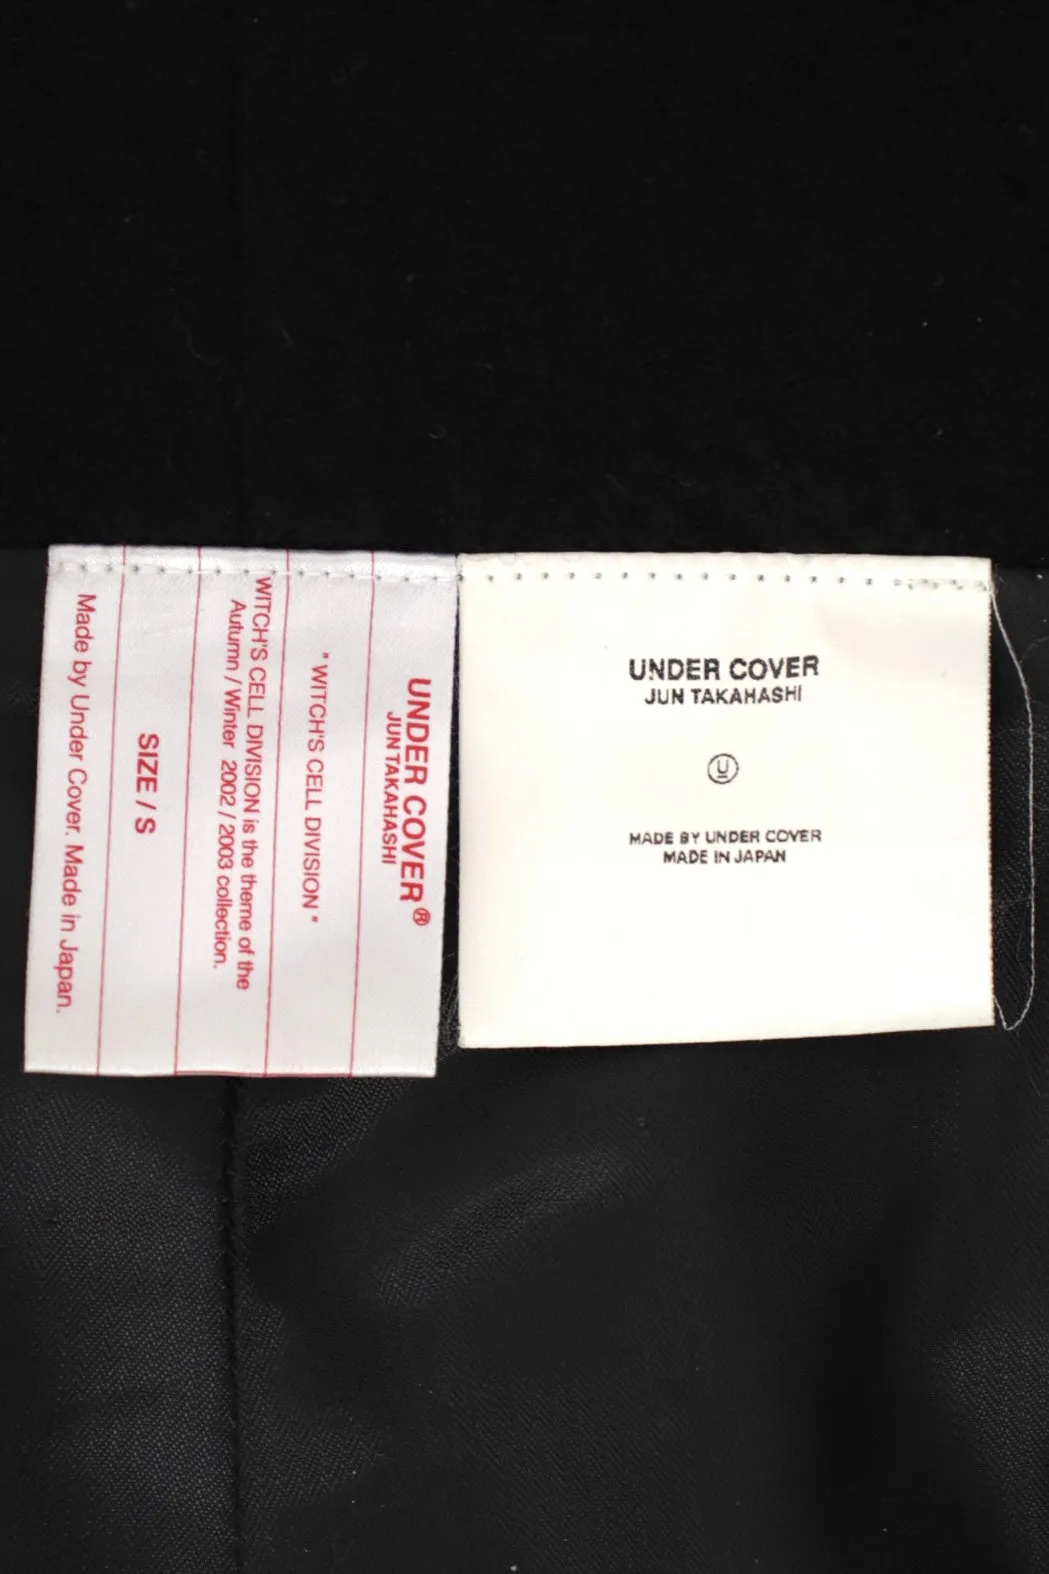 UNDER COVER®
JUN TAKAHASHI
"WITCH'S CELL DIVISION"
WITCH'S CELL DIVISION is the theme of the
Autumn / Winter 2002 / 2003 collection.
SIZE / S
Made by Under Cover. Made in Japan.
UNDER COVER
JUN TAKAHASHI
U
MADE BY UNDER COVER
MADE IN JAPAN